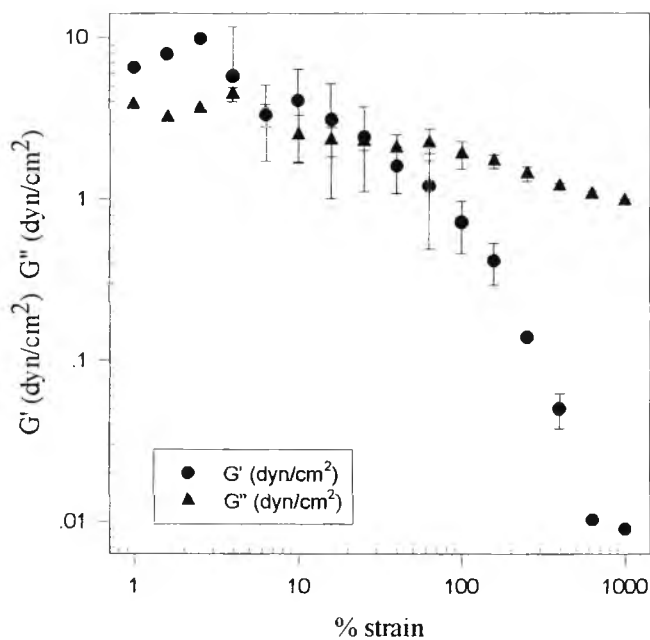 10
1
.1
.01
G' (dyn/cm²) G" (dyn/cm²)
G' (dyn/cm²)
G" (dyn/cm²)
1
10
100
1000
% strain